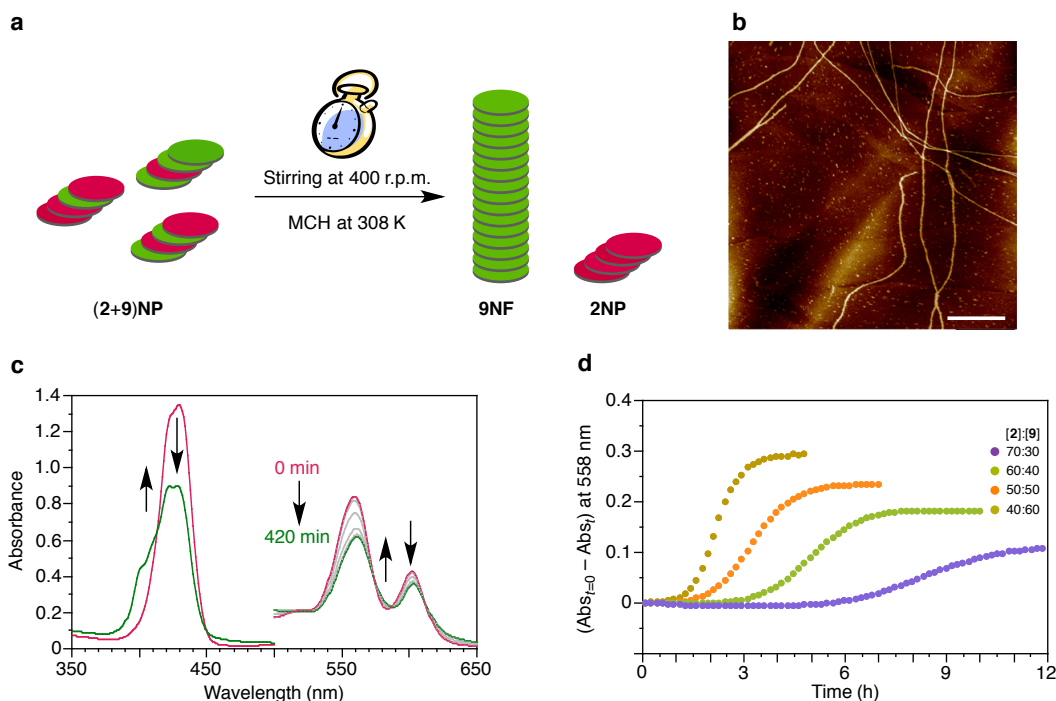 a
Stirring at 400 r.p.m.
MCH at 308 K
(2+9)NP
9NF
2NP
b
c
1.4
1.2
1.0
0.8
0.6
0.4
0.2
0
Absorbance
0 min
420 min
350
450
550
650
Wavelength (nm)
d
0.4
0.3
0.2
0.1
0
(Abst=0 – Abst) at 558 nm
[2]:[9]
70:30
60:40
50:50
40:60
0
3
6
9
12
Time (h)